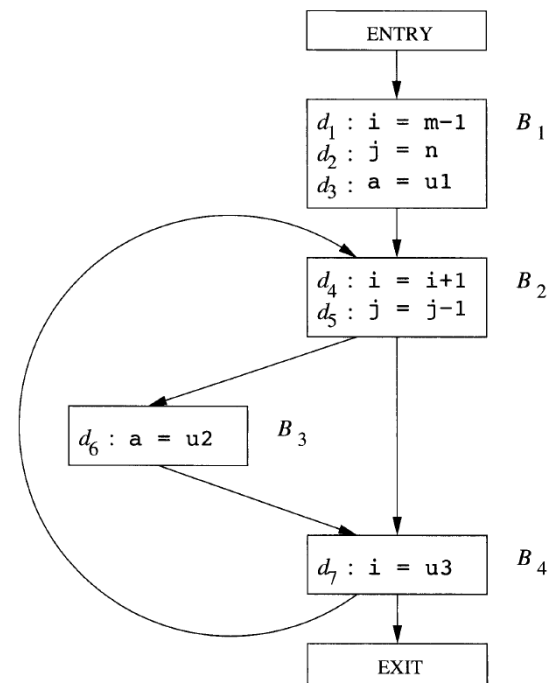 ENTRY
d1 : i = m-1
d2 : j = n
d3 : a = u1
B1
d4 : i = i+1
d5 : j = j-1
B2
d6 : a = u2
B3
d7 : i = u3
B4
EXIT